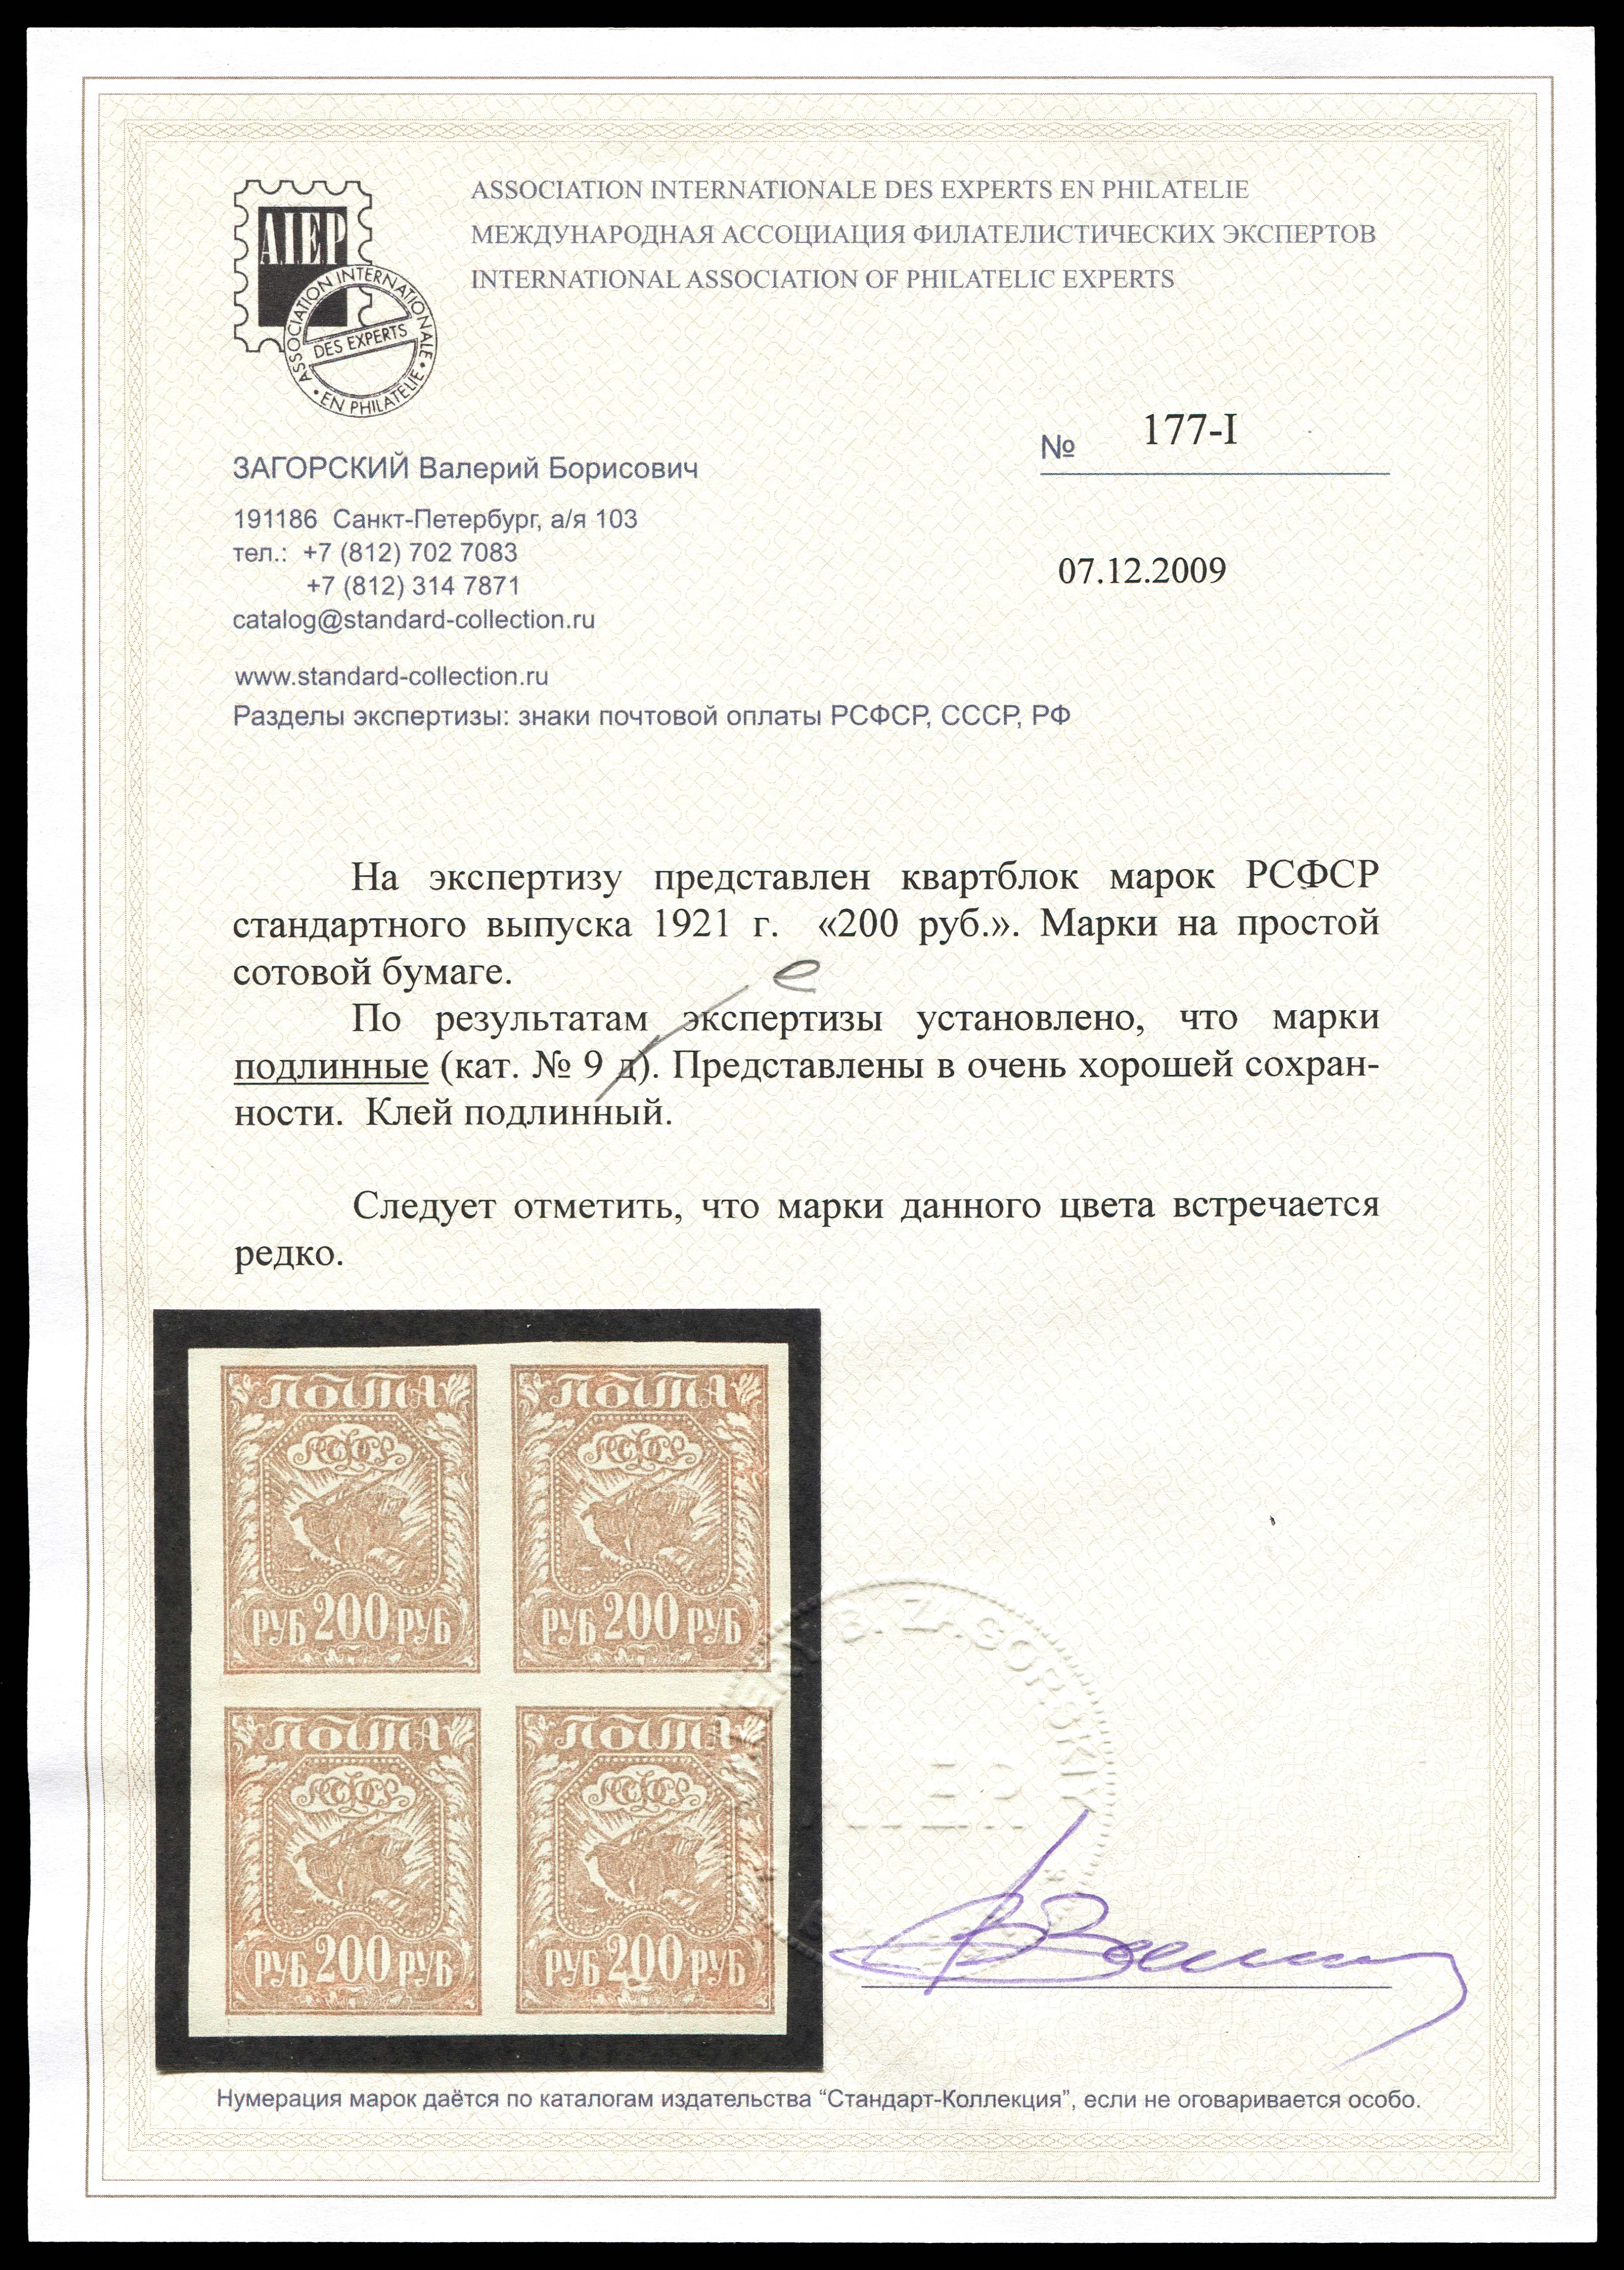 ASSOCIATION INTERNATIONALE DES EXPERTS EN PHILATELIE
МЕЖДУНАРОДНАЯ АССОЦИАЦИЯ ФИЛАТЕЛИСТИЧЕСКИХ ЭКСПЕРТОВ
INTERNATIONAL ASSOCIATION OF PHILATELIC EXPERTS
AIEP
ASSOCIATION INTERNATIONALE
DES EXPERTS
• EN PHILATELIE •
№ 177-I
ЗАГОРСКИЙ Валерий Борисович
191186 Санкт-Петербург, а/я 103
тел.: +7 (812) 702 7083
+7 (812) 314 7871
catalog@standard-collection.ru
07.12.2009
www.standard-collection.ru
Разделы экспертизы: знаки почтовой оплаты РСФСР, СССР, РФ
На экспертизу представлен квартблок марок РСФСР
стандартного выпуска 1921 г. «200 руб.». Марки на простой
сотовой бумаге.
е
По результатам экспертизы установлено, что марки
подлинные (кат. № 9 д). Представлены в очень хорошей сохран-
ности. Клей подлинный.
Следует отметить, что марки данного цвета встречается
редко.
ПОЧТА ПОЧТА
РСФСР РСФСР
РУБ 200 РУБ РУБ 200 РУБ
ПОЧТА ПОЧТА
РСФСР РСФСР
РУБ 200 РУБ РУБ 200 РУБ
B. ZAGORSKIY
Нумерация марок даётся по каталогам издательства “Стандарт-Коллекция”, если не оговаривается особо.